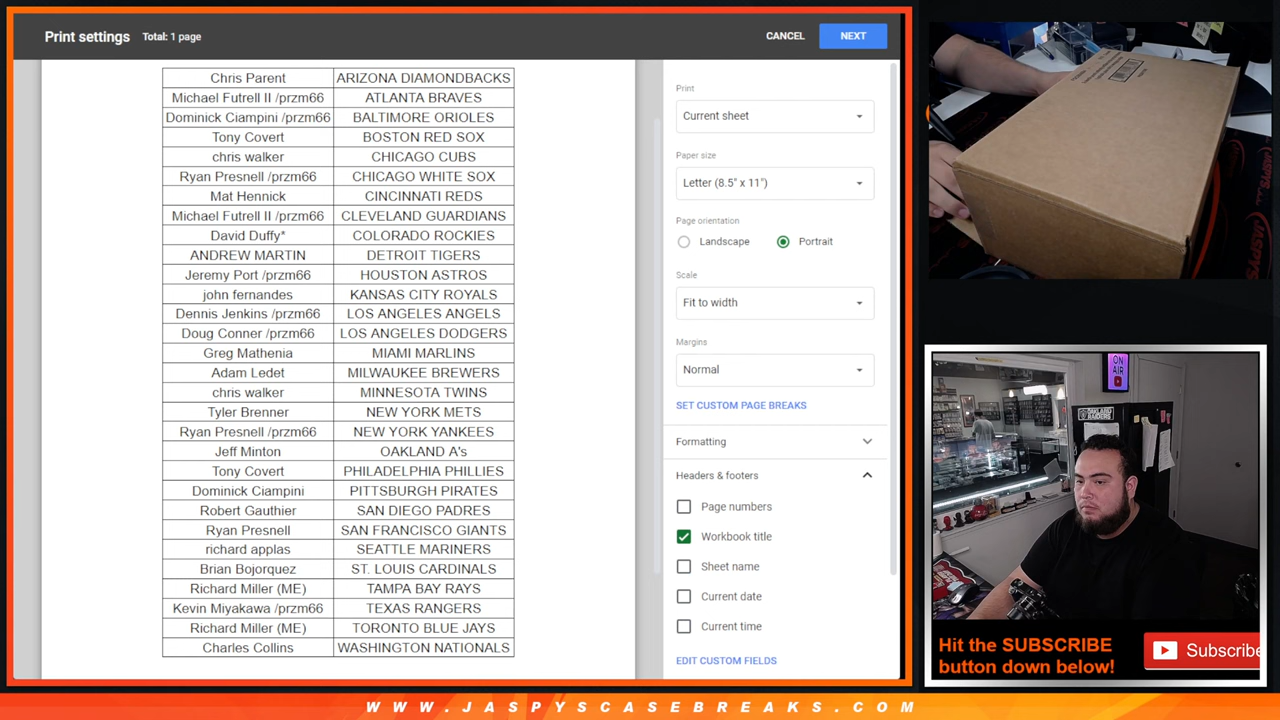 Print settings Total: 1 page CANCEL NEXT
Chris Parent ARIZONA DIAMONDBACKS
Michael Futrell II /przm66 ATLANTA BRAVES
Dominick Ciampini /przm66 BALTIMORE ORIOLES
Tony Covert BOSTON RED SOX
chris walker CHICAGO CUBS
Ryan Presnell /przm66 CHICAGO WHITE SOX
Mat Hennick CINCINNATI REDS
Michael Futrell II /przm66 CLEVELAND GUARDIANS
David Duffy* COLORADO ROCKIES
ANDREW MARTIN DETROIT TIGERS
Jeremy Port /przm66 HOUSTON ASTROS
john fernandes KANSAS CITY ROYALS
Dennis Jenkins /przm66 LOS ANGELES ANGELS
Doug Conner /przm66 LOS ANGELES DODGERS
Greg Mathenia MIAMI MARLINS
Adam Ledet MILWAUKEE BREWERS
chris walker MINNESOTA TWINS
Tyler Brenner NEW YORK METS
Ryan Presnell /przm66 NEW YORK YANKEES
Jeff Minton OAKLAND A's
Tony Covert PHILADELPHIA PHILLIES
Dominick Ciampini PITTSBURGH PIRATES
Robert Gauthier SAN DIEGO PADRES
Ryan Presnell SAN FRANCISCO GIANTS
richard applas SEATTLE MARINERS
Brian Bojorquez ST. LOUIS CARDINALS
Richard Miller (ME) TAMPA BAY RAYS
Kevin Miyakawa /przm66 TEXAS RANGERS
Richard Miller (ME) TORONTO BLUE JAYS
Charles Collins WASHINGTON NATIONALS
Print
Current sheet
Paper size
Letter (8.5" x 11")
Page orientation
Landscape Portrait
Scale
Fit to width
Margins
Normal
SET CUSTOM PAGE BREAKS
Formatting
Headers & footers
Page numbers
Workbook title
Sheet name
Current date
Current time
EDIT CUSTOM FIELDS
JASPYS
ON
AIR
OAKLAND
RAIDERS
Hit the SUBSCRIBE
button down below!
Subscribe
WWW.JASPYSCASEBREAKS.COM